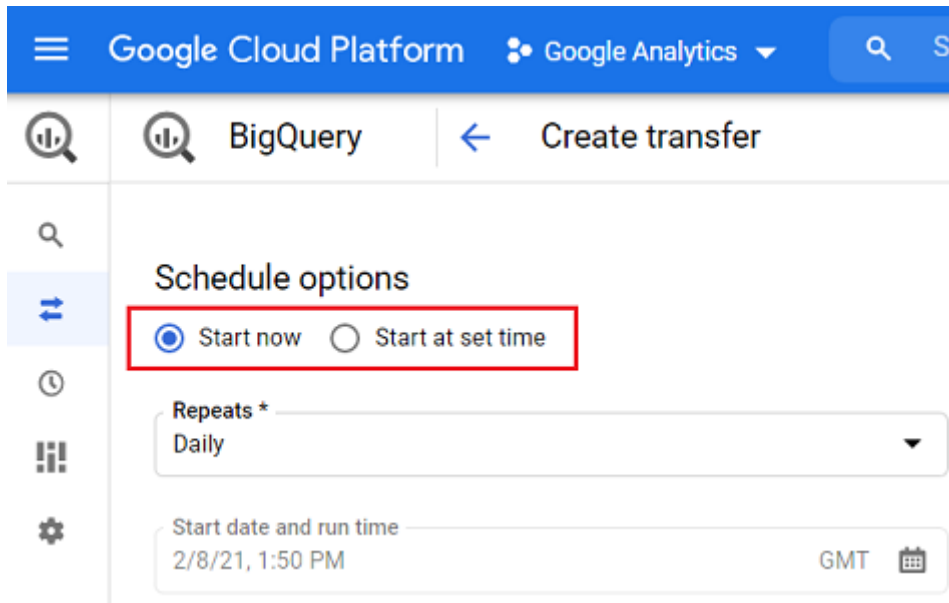 Google Cloud Platform Google Analytics S
BigQuery Create transfer
Schedule options
Start now Start at set time
Repeats *
Daily
Start date and run time
2/8/21, 1:50 PM GMT